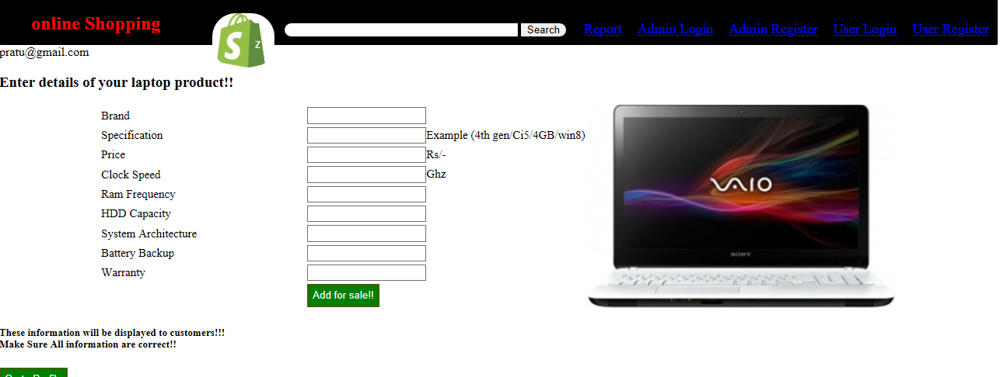 online Shopping
S
Z
Search
Report Admin Login Admin Register User Login User Register
pratu@gmail.com
Enter details of your laptop product!!
Brand
Specification Example (4th gen/Ci5/4GB/win8)
Price Rs/-
Clock Speed Ghz
Ram Frequency
HDD Capacity
System Architecture
Battery Backup
Warranty
Add for sale!!
VAIO
SONY
These information will be displayed to customers!!!
Make Sure All information are correct!!